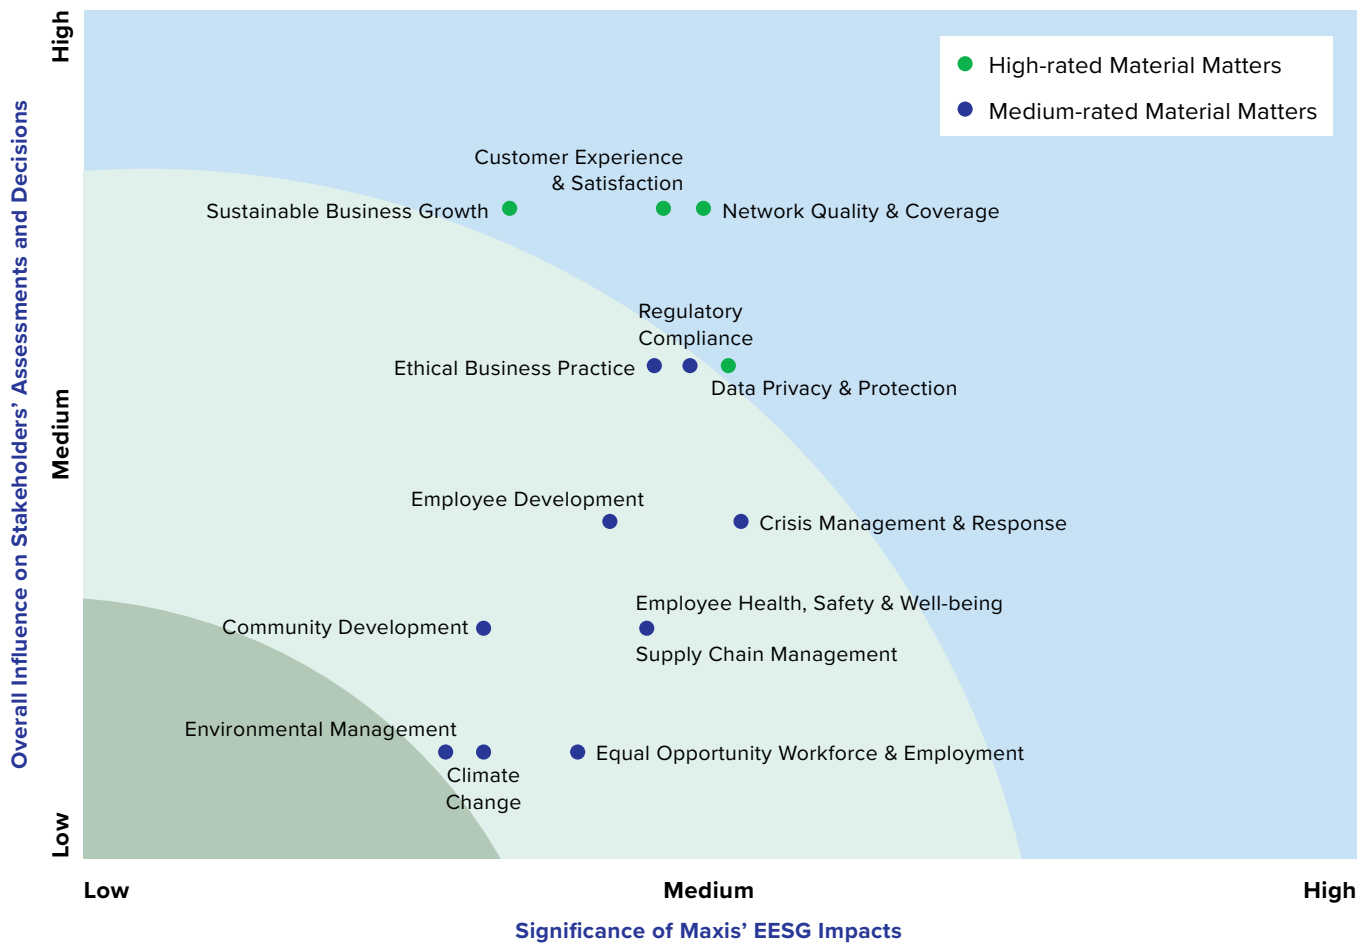 High
High-rated Material Matters
Medium-rated Material Matters
Customer Experience
& Satisfaction
Sustainable Business Growth
Network Quality & Coverage
Regulatory
Compliance
Ethical Business Practice
Data Privacy & Protection
Medium
Overall Influence on Stakeholders’ Assessments and Decisions
Employee Development
Crisis Management & Response
Employee Health, Safety & Well-being
Community Development
Supply Chain Management
Environmental Management
Equal Opportunity Workforce & Employment
Climate
Change
Low
Low
Medium
High
Significance of Maxis’ EESG Impacts